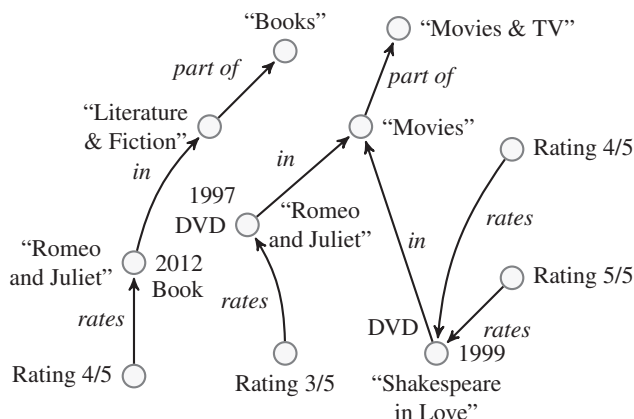 “Books”
“Movies & TV”
part of
part of
“Literature
& Fiction”
“Movies”
Rating 4/5
in
in
1997
DVD
“Romeo
and Juliet”
rates
in
“Romeo
and Juliet”
2012
Book
Rating 5/5
rates
rates
DVD
rates
1999
Rating 4/5
Rating 3/5
“Shakespeare
in Love”